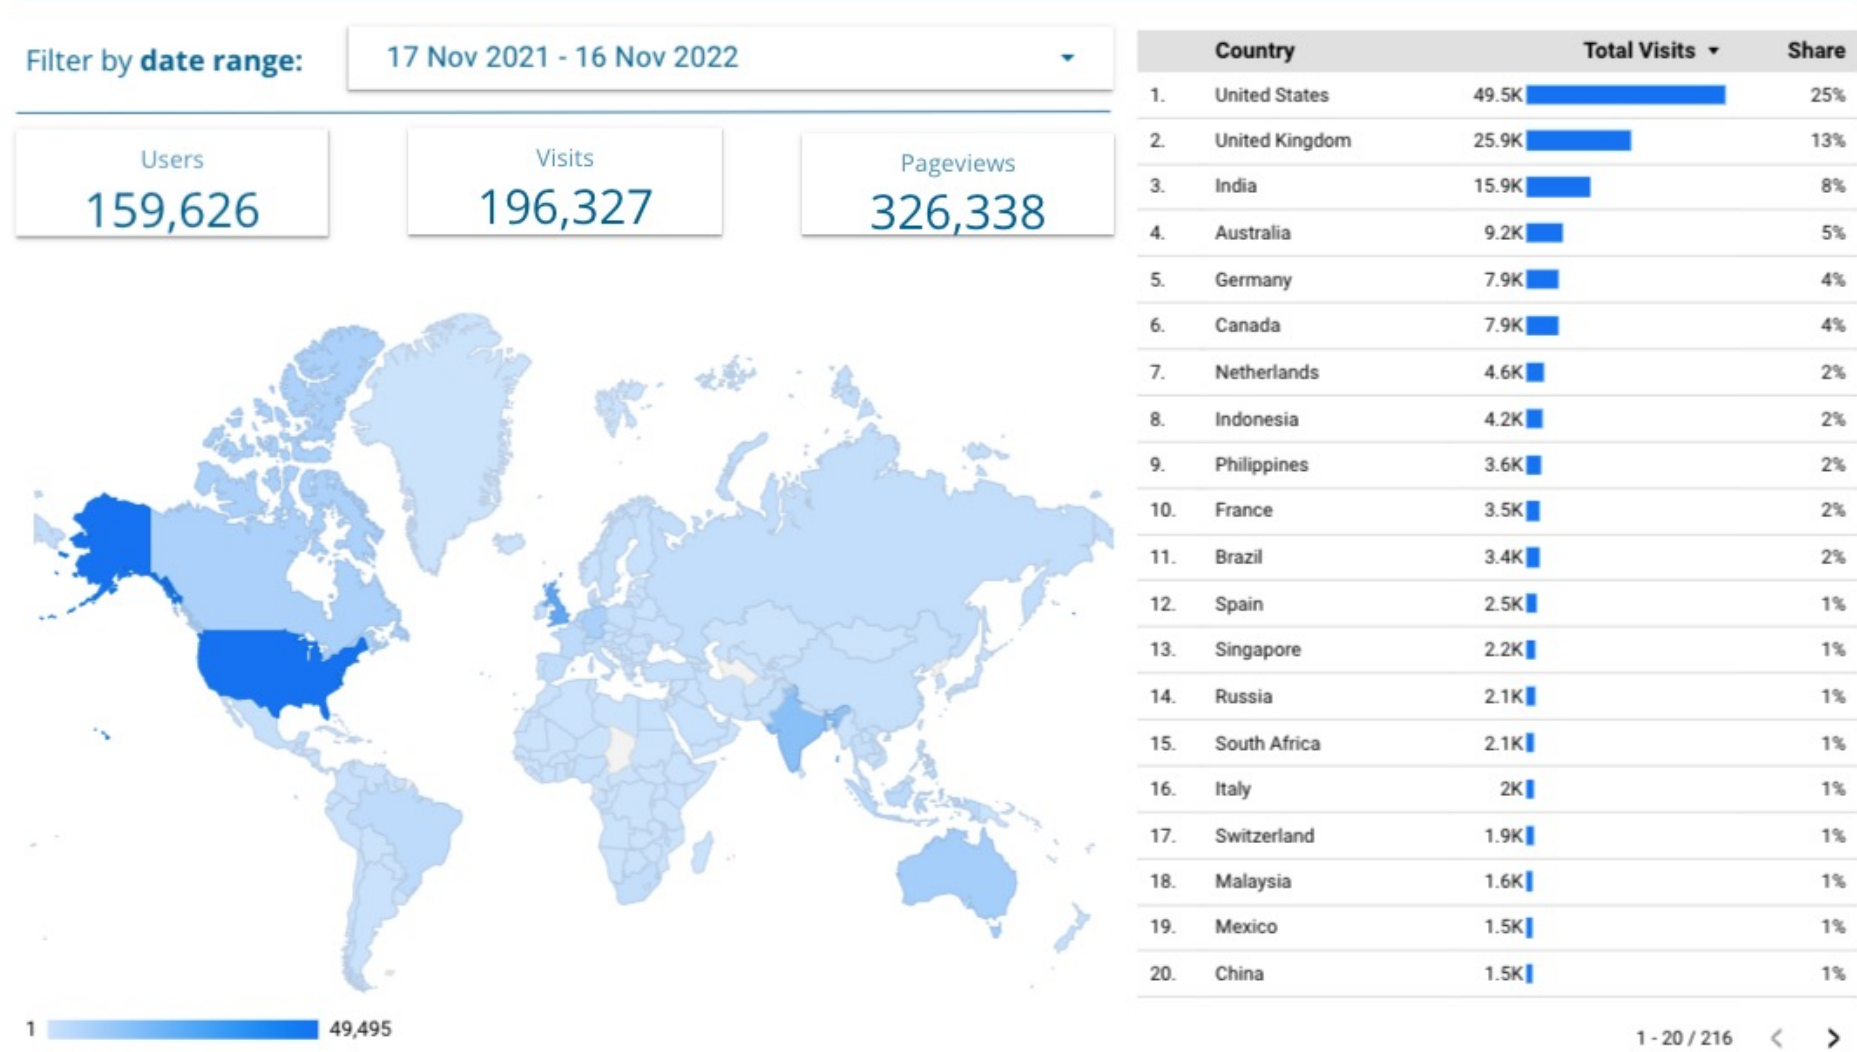 Filter by date range:
17 Nov 2021 - 16 Nov 2022
Users
159,626
Visits
196,327
Pageviews
326,338
1
49,495
Country Total Visits Share
1. United States 49.5K 25%
2. United Kingdom 25.9K 13%
3. India 15.9K 8%
4. Australia 9.2K 5%
5. Germany 7.9K 4%
6. Canada 7.9K 4%
7. Netherlands 4.6K 2%
8. Indonesia 4.2K 2%
9. Philippines 3.6K 2%
10. France 3.5K 2%
11. Brazil 3.4K 2%
12. Spain 2.5K 1%
13. Singapore 2.2K 1%
14. Russia 2.1K 1%
15. South Africa 2.1K 1%
16. Italy 2K 1%
17. Switzerland 1.9K 1%
18. Malaysia 1.6K 1%
19. Mexico 1.5K 1%
20. China 1.5K 1%
1 - 20 / 216